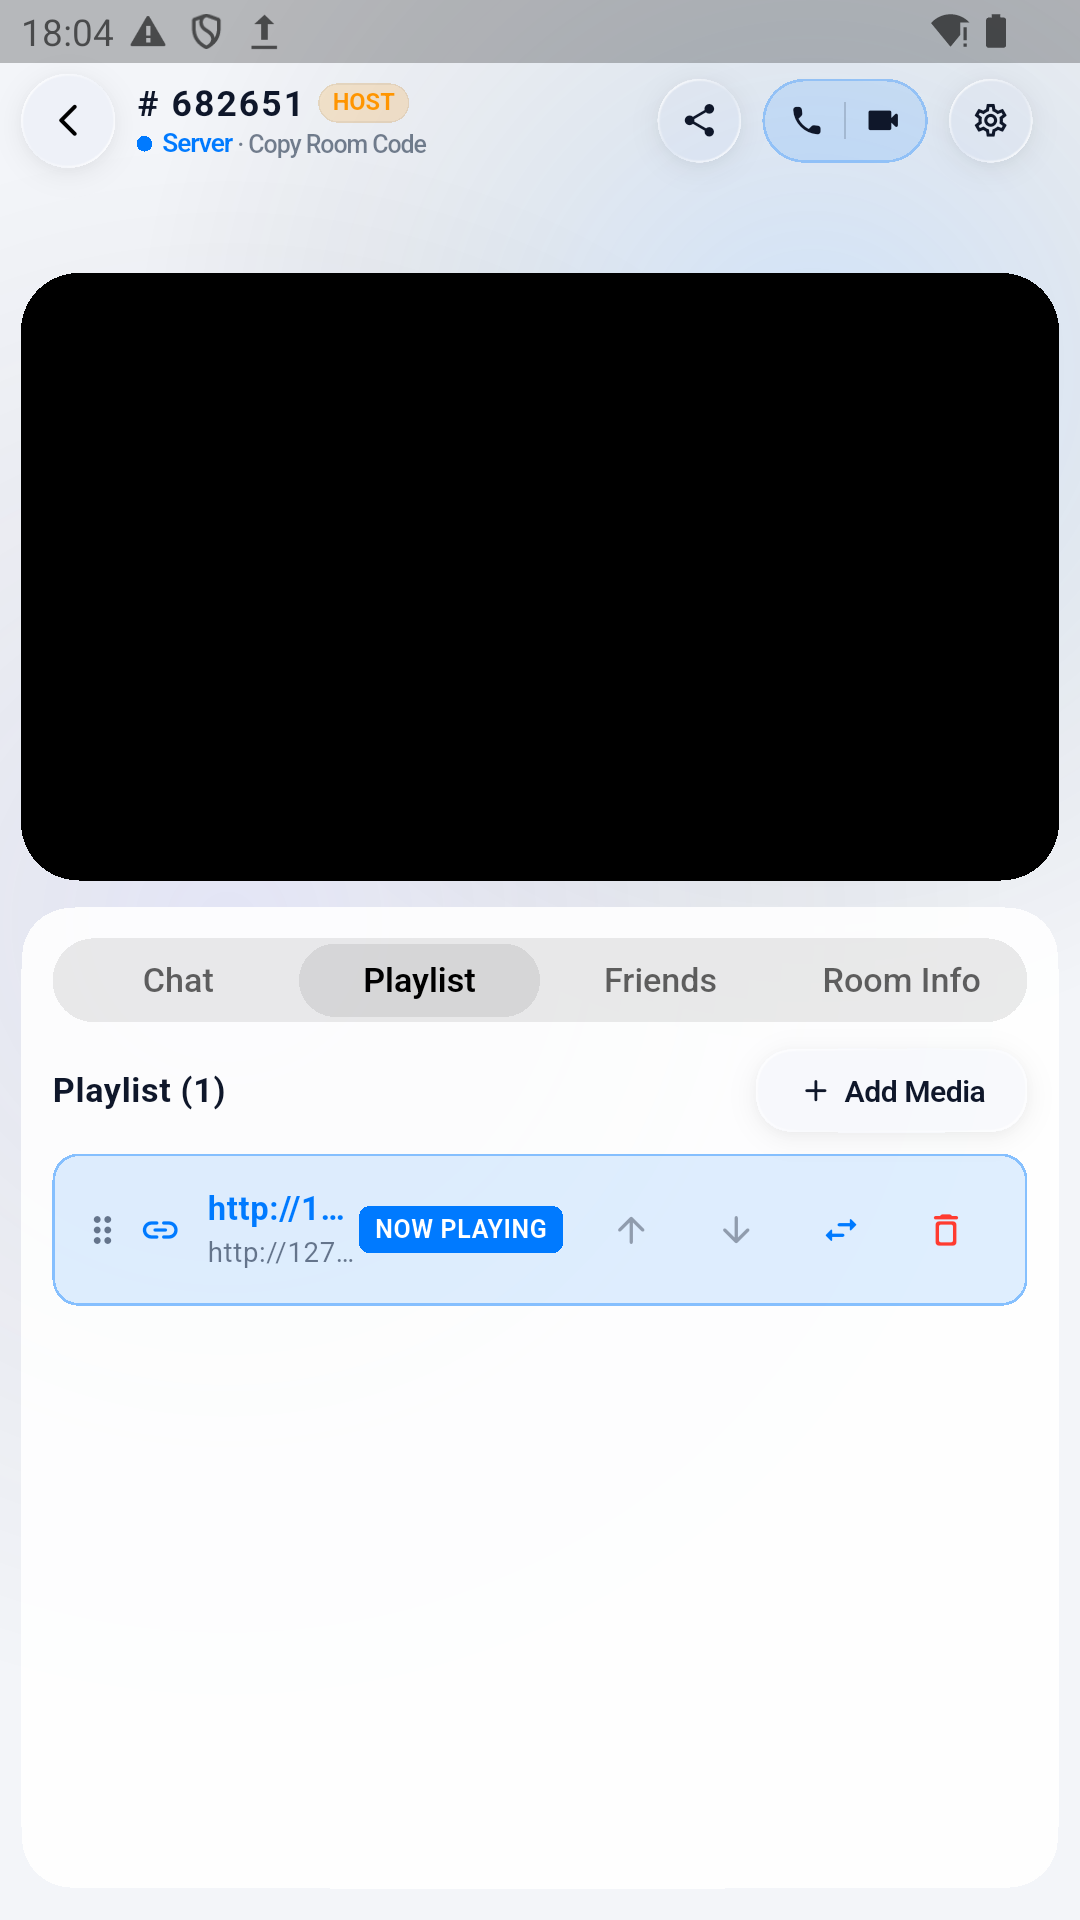 18:04
# 682651 HOST
Server · Copy Room Code
Chat Playlist Friends Room Info
Playlist (1)
Add Media
http://1...
NOW PLAYING
http://127...